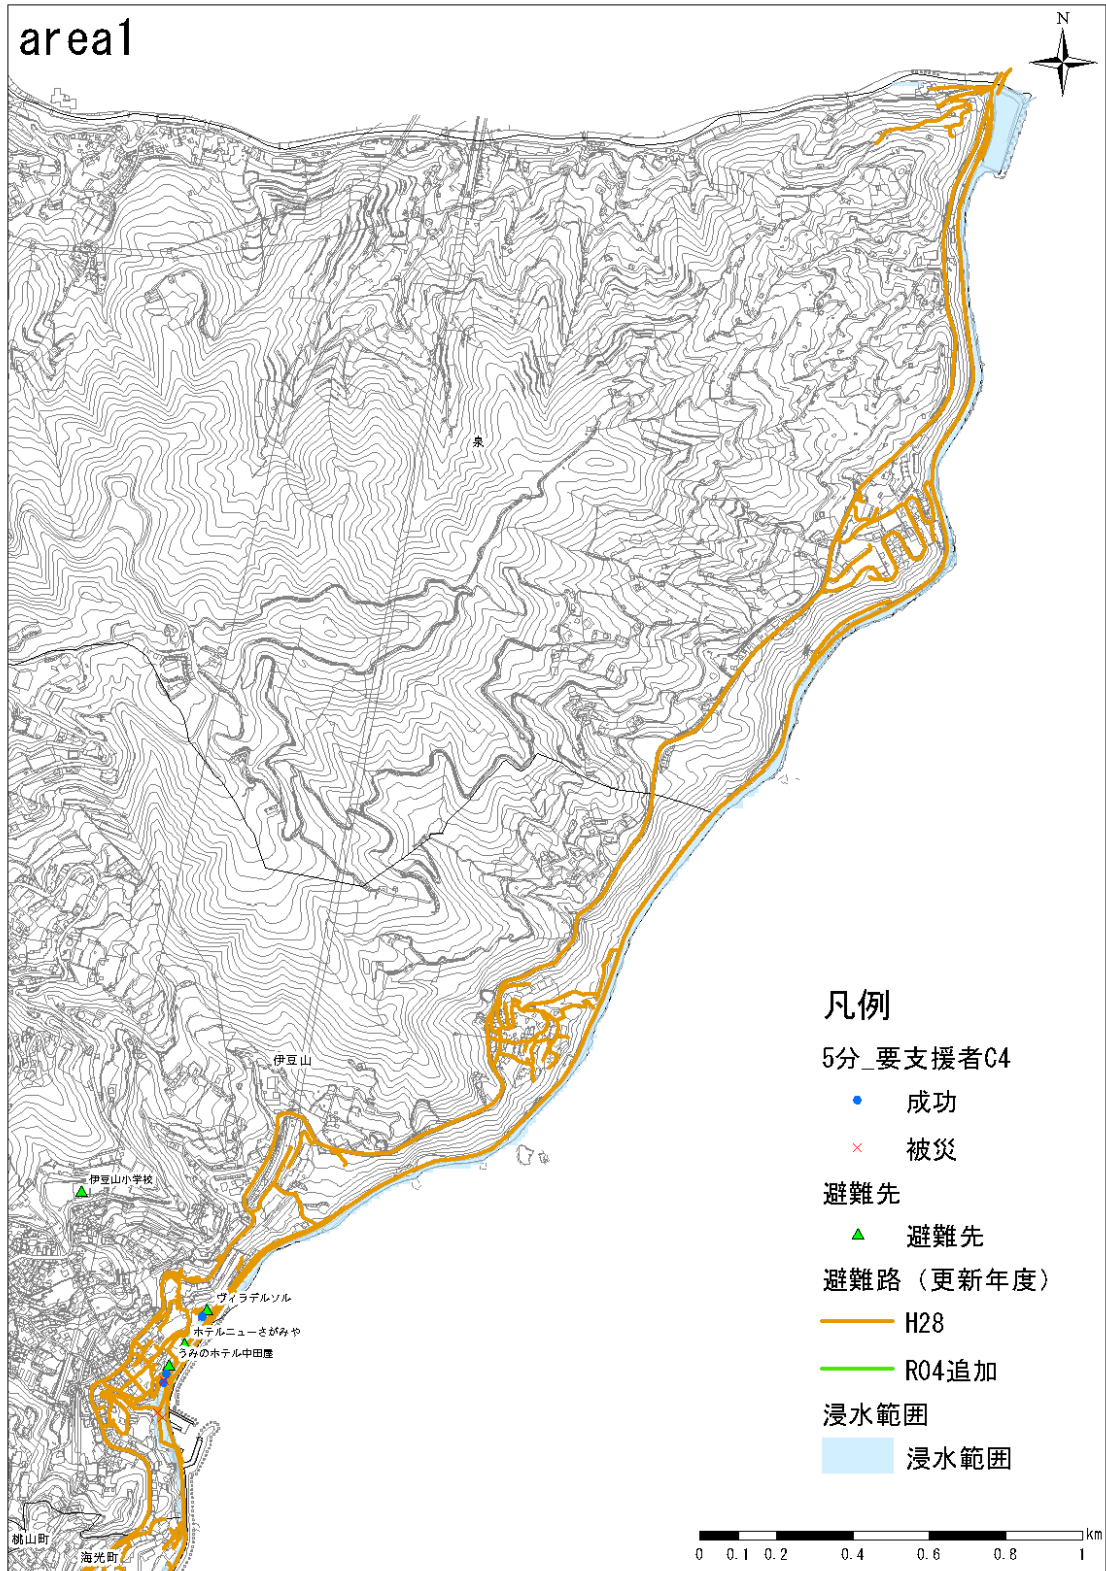 area1
N
泉
伊豆山
伊豆山小学校
ヴィラデルソル
ホテルニューさがみや
うみのホテル中田屋
桃山町
海光町
凡例
5分_要支援者C4
成功
被災
避難先
避難先
避難路（更新年度）
H28
R04追加
浸水範囲
浸水範囲
km
0 0.1 0.2 0.4 0.6 0.8 1